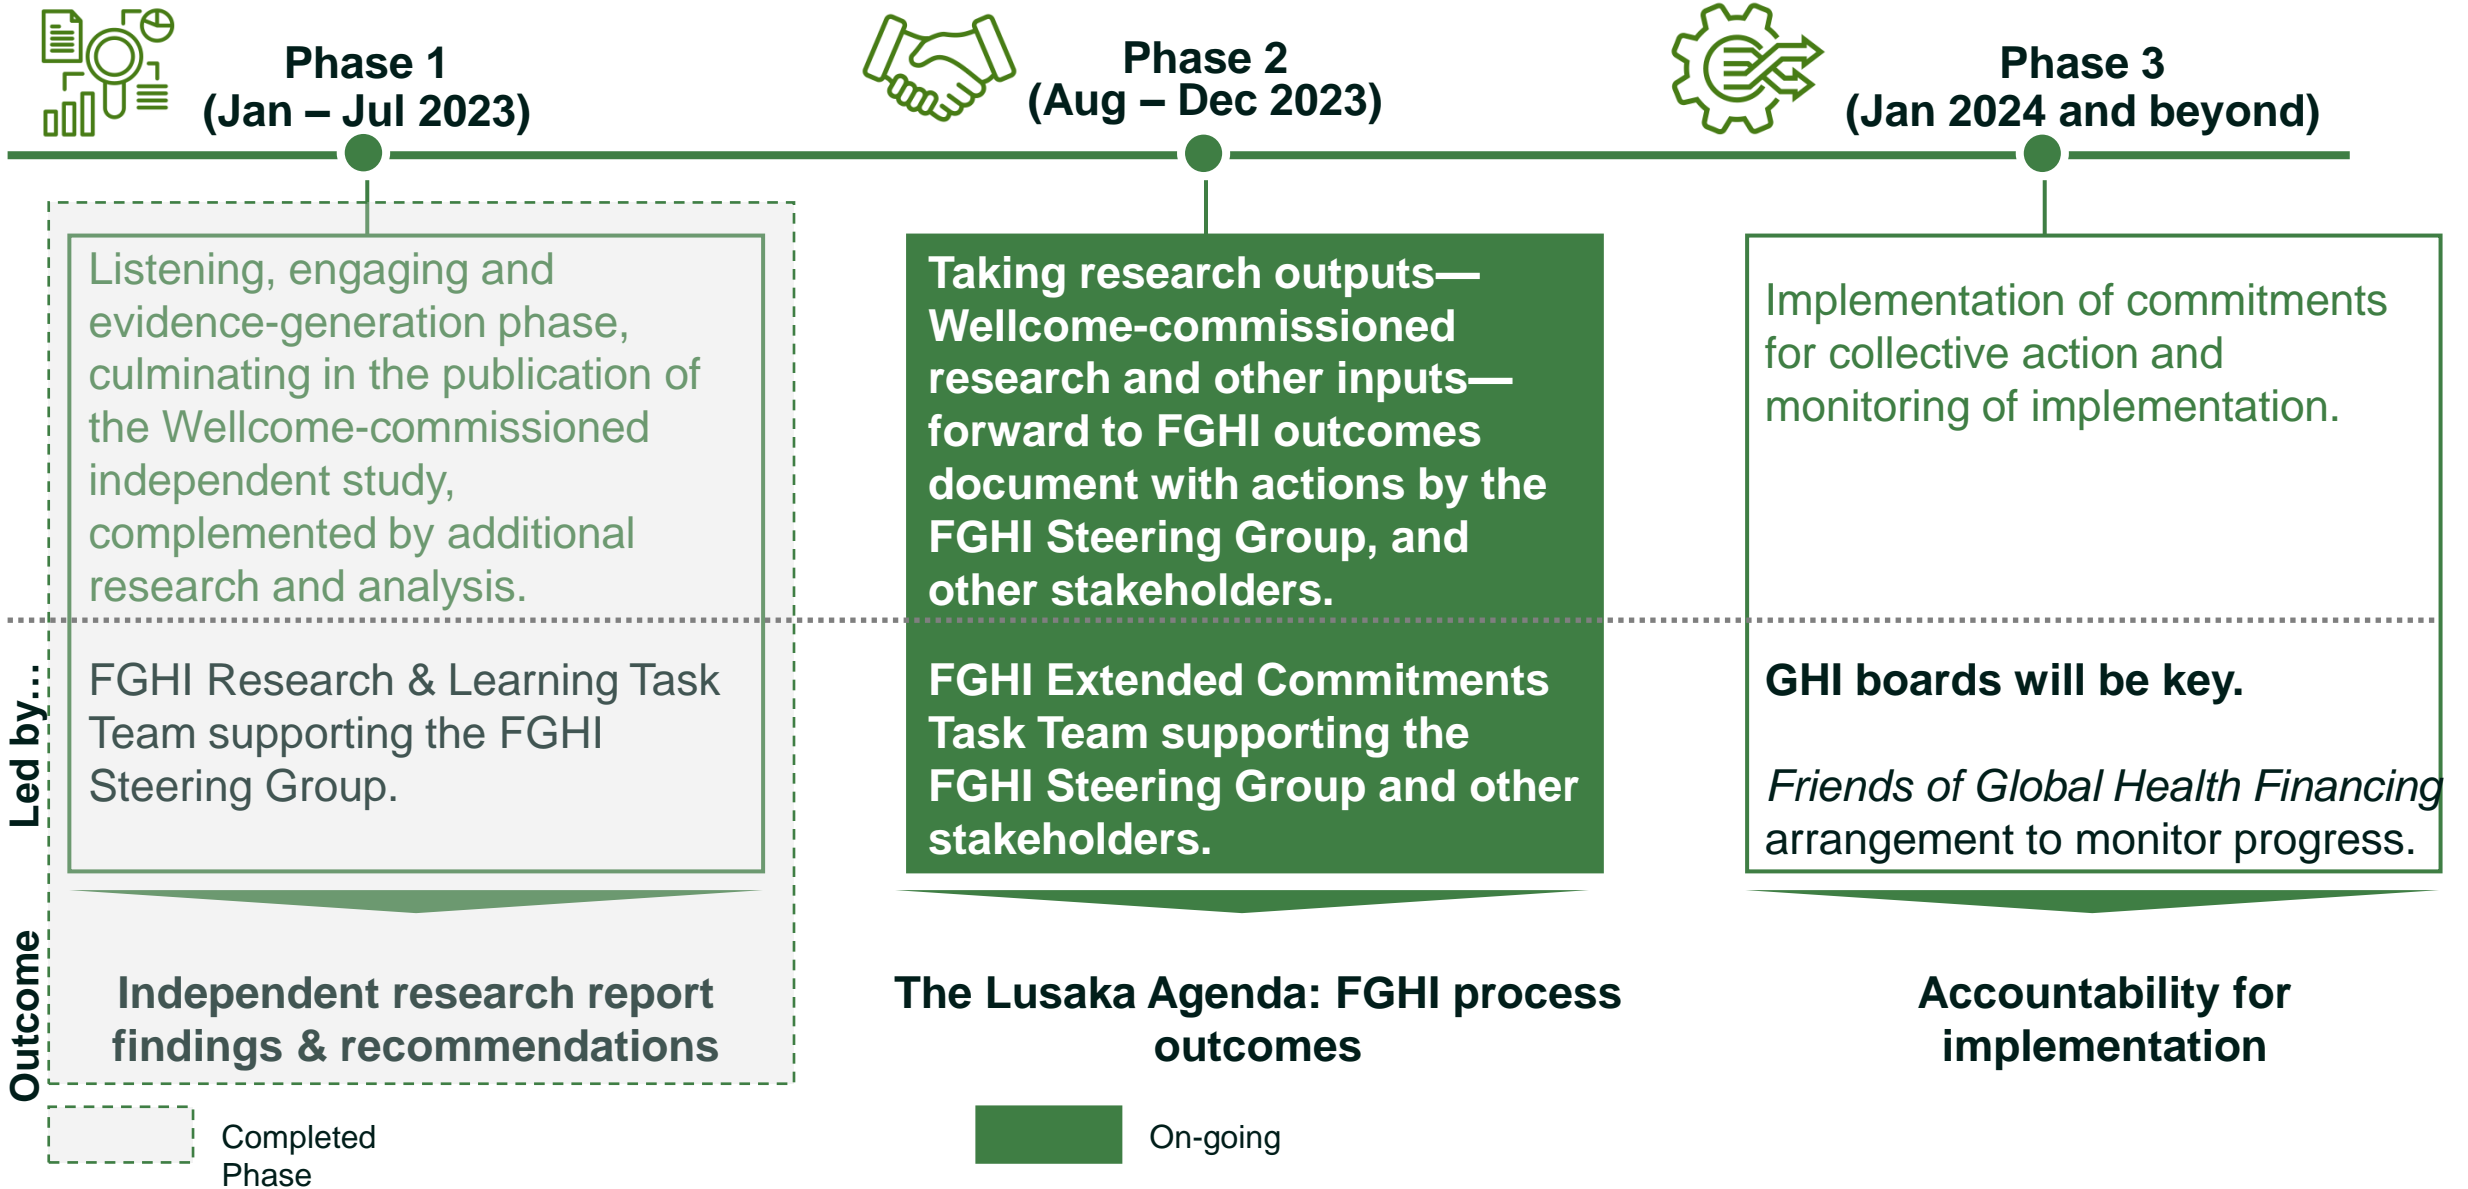 Phase 1
(Jan – Jul 2023)
Phase 2
(Aug – Dec 2023)
Phase 3
(Jan 2024 and beyond)
Listening, engaging and
evidence-generation phase,
culminating in the publication of
the Wellcome-commissioned
independent study,
complemented by additional
research and analysis.
Taking research outputs—
Wellcome-commissioned
research and other inputs—
forward to FGHI outcomes
document with actions by the
FGHI Steering Group, and
other stakeholders.
Implementation of commitments
for collective action and
monitoring of implementation.
Led by…
FGHI Research & Learning Task
Team supporting the FGHI
Steering Group.
FGHI Extended Commitments
Task Team supporting the
FGHI Steering Group and other
stakeholders.
GHI boards will be key.
Friends of Global Health Financing
arrangement to monitor progress.
Outcome
Independent research report
findings & recommendations
The Lusaka Agenda: FGHI process
outcomes
Accountability for
implementation
Completed
Phase
On-going